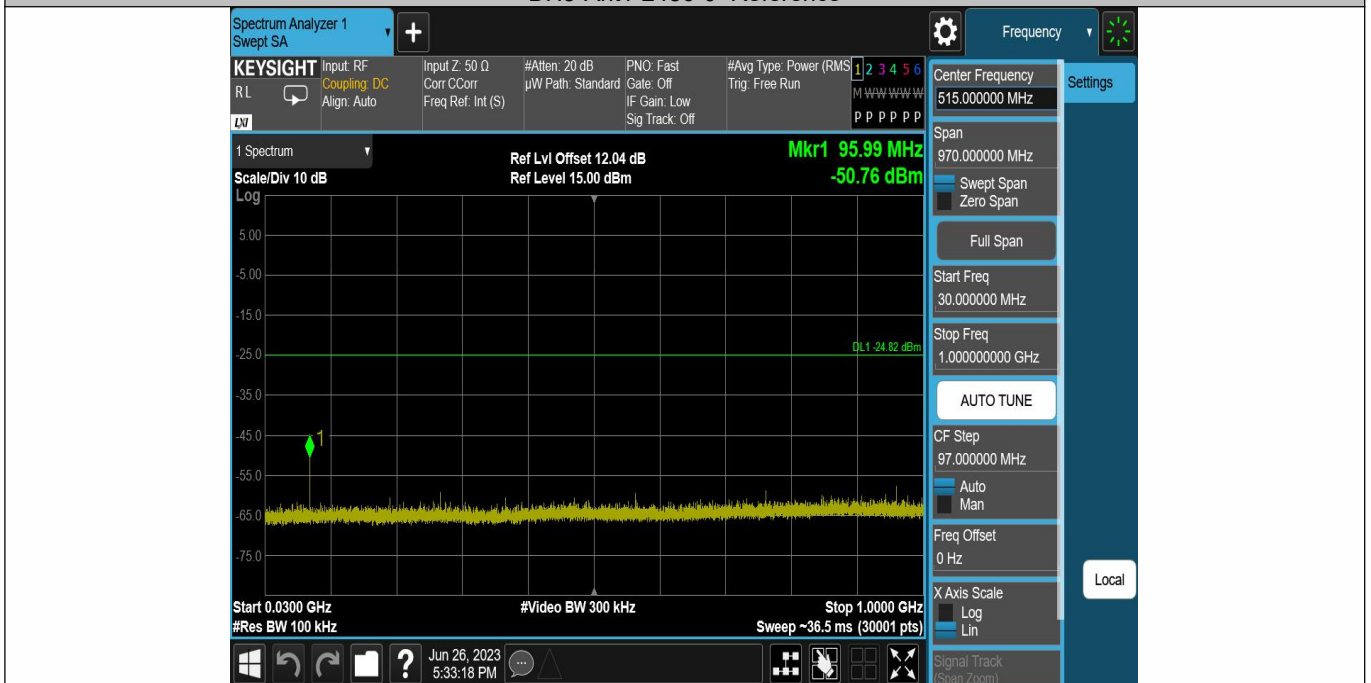 Spectrum Analyzer 1
Swept SA
Frequency
KEYSIGHT
RL
LXI
Input: RF
Coupling: DC
Align: Auto
Input Z: 50 Ω
Corr CCorr
Freq Ref: Int (S)
#Atten: 20 dB
µW Path: Standard
PNO: Fast
Gate: Off
IF Gain: Low
Sig Track: Off
#Avg Type: Power (RMS
Trig: Free Run
1 2 3 4 5 6
M W W W W W
P P P P P P
Center Frequency
515.000000 MHz
Settings
1 Spectrum
Scale/Div 10 dB
Ref Lvl Offset 12.04 dB
Ref Level 15.00 dBm
Mkr1 95.99 MHz
-50.76 dBm
Span
970.000000 MHz
Swept Span
Zero Span
Full Span
Start Freq
30.000000 MHz
Stop Freq
1.000000000 GHz
AUTO TUNE
CF Step
97.000000 MHz
Auto
Man
Freq Offset
0 Hz
X Axis Scale
Log
Lin
Signal Track
(Span Zoom)
Local
Log
5.00
-5.00
-15.0
-25.0
-35.0
-45.0
-55.0
-65.0
-75.0
DL1 -24.82 dBm
1
Start 0.0300 GHz
#Res BW 100 kHz
#Video BW 300 kHz
Stop 1.0000 GHz
Sweep ~36.5 ms (30001 pts)
Jun 26, 2023
5:33:18 PM